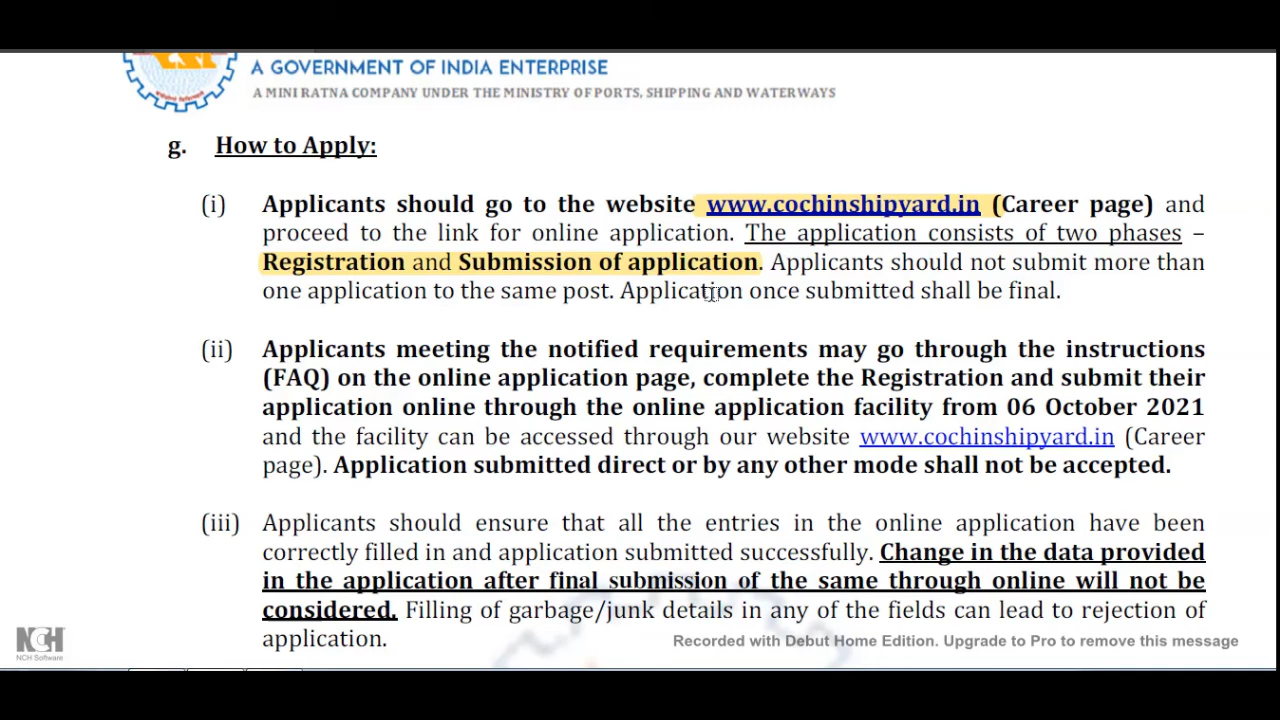 A GOVERNMENT OF INDIA ENTERPRISE
A MINI RATNA COMPANY UNDER THE MINISTRY OF PORTS, SHIPPING AND WATERWAYS
g. How to Apply:
(i) Applicants should go to the website www.cochinshipyard.in (Career page) and
proceed to the link for online application. The application consists of two phases –
Registration and Submission of application. Applicants should not submit more than
one application to the same post. Application once submitted shall be final.
(ii) Applicants meeting the notified requirements may go through the instructions
(FAQ) on the online application page, complete the Registration and submit their
application online through the online application facility from 06 October 2021
and the facility can be accessed through our website www.cochinshipyard.in (Career
page). Application submitted direct or by any other mode shall not be accepted.
(iii) Applicants should ensure that all the entries in the online application have been
correctly filled in and application submitted successfully. Change in the data provided
in the application after final submission of the same through online will not be
considered. Filling of garbage/junk details in any of the fields can lead to rejection of
application.
NCH
NCH Software
Recorded with Debut Home Edition. Upgrade to Pro to remove this message